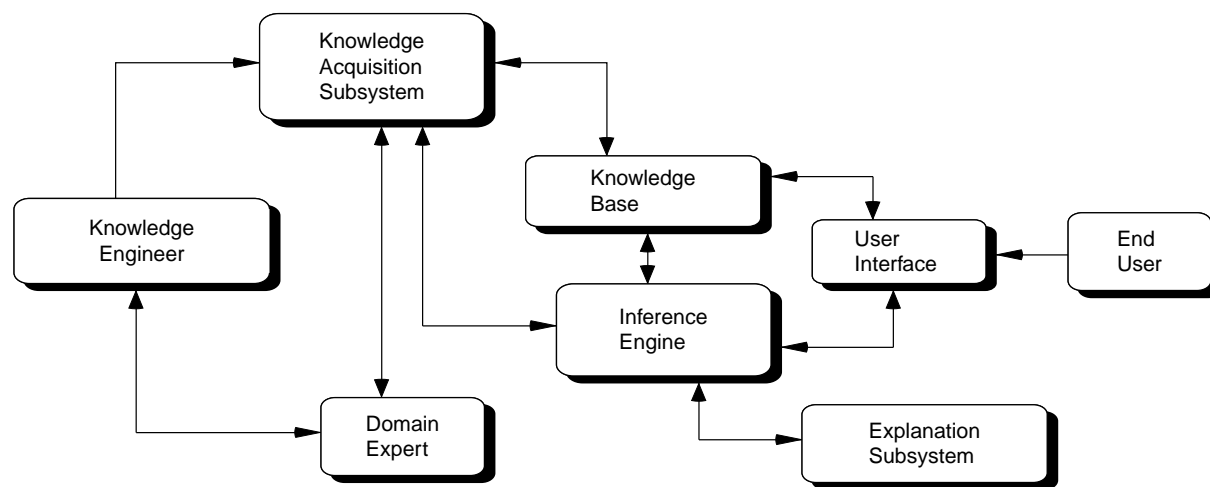 Knowledge
Acquisition
Subsystem
Knowledge
Base
Knowledge
Engineer
User
Interface
End
User
Inference
Engine
Domain
Expert
Explanation
Subsystem